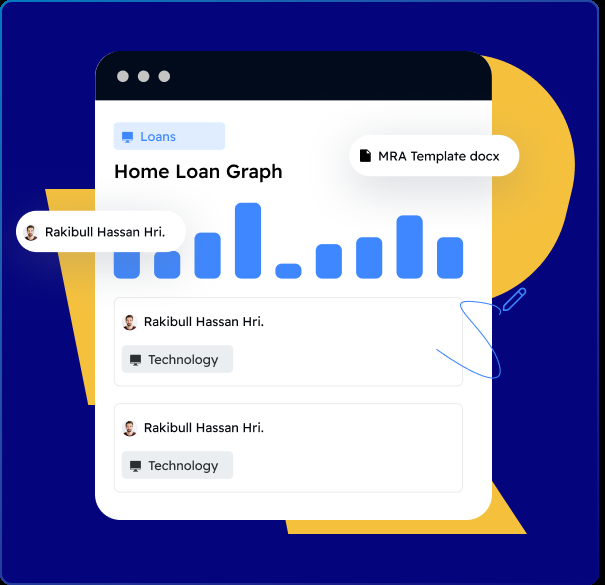 Loans
MRA Template docx
Home Loan Graph
Rakibull Hassan Hri.
Rakibull Hassan Hri.
Technology
Rakibull Hassan Hri.
Technology